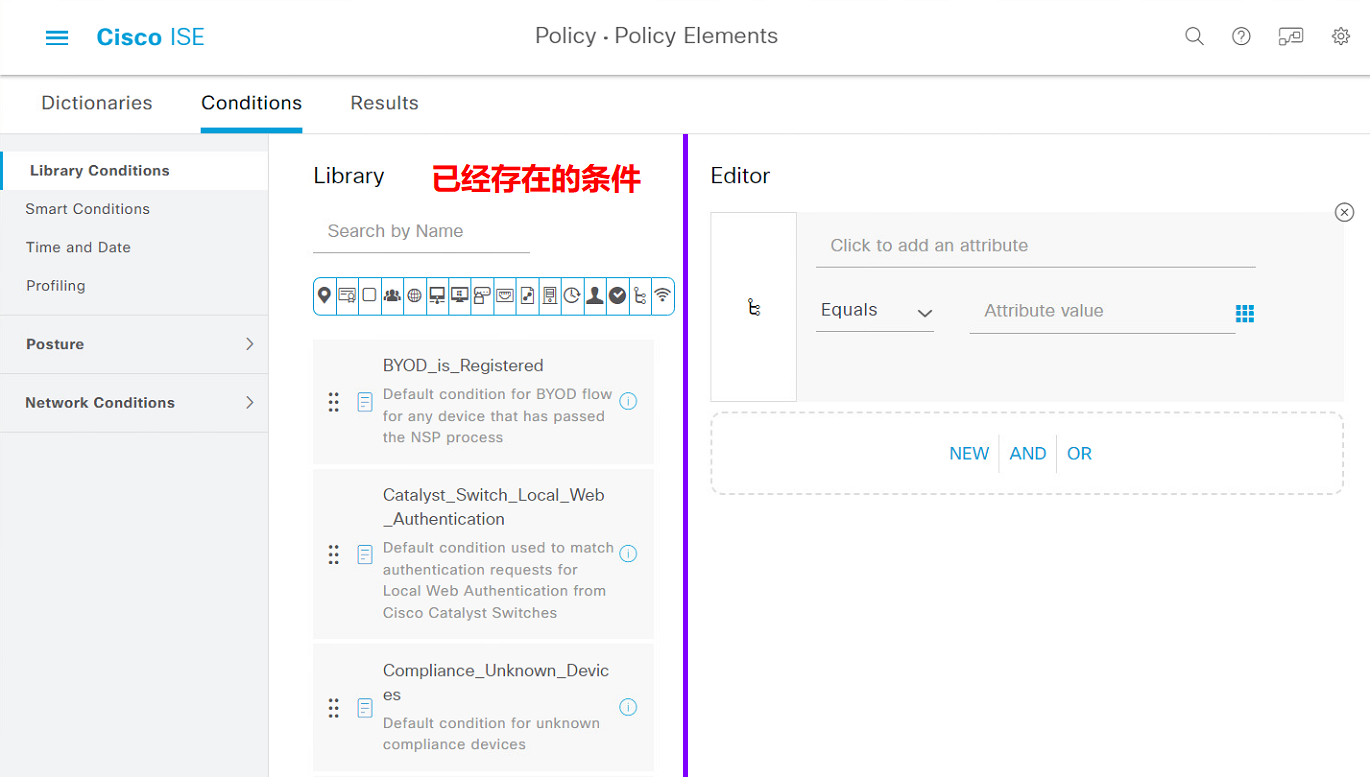 Cisco ISE
Policy • Policy Elements
Dictionaries
Conditions
Results
Library Conditions
Smart Conditions
Time and Date
Profiling
Posture
Network Conditions
Library
已经存在的条件
Search by Name
BYOD_is_Registered
Default condition for BYOD flow
for any device that has passed
the NSP process
Catalyst_Switch_Local_Web
_Authentication
Default condition used to match
authentication requests for
Local Web Authentication from
Cisco Catalyst Switches
Compliance_Unknown_Devic
es
Default condition for unknown
compliance devices
Editor
Click to add an attribute
Equals
Attribute value
NEW
AND
OR